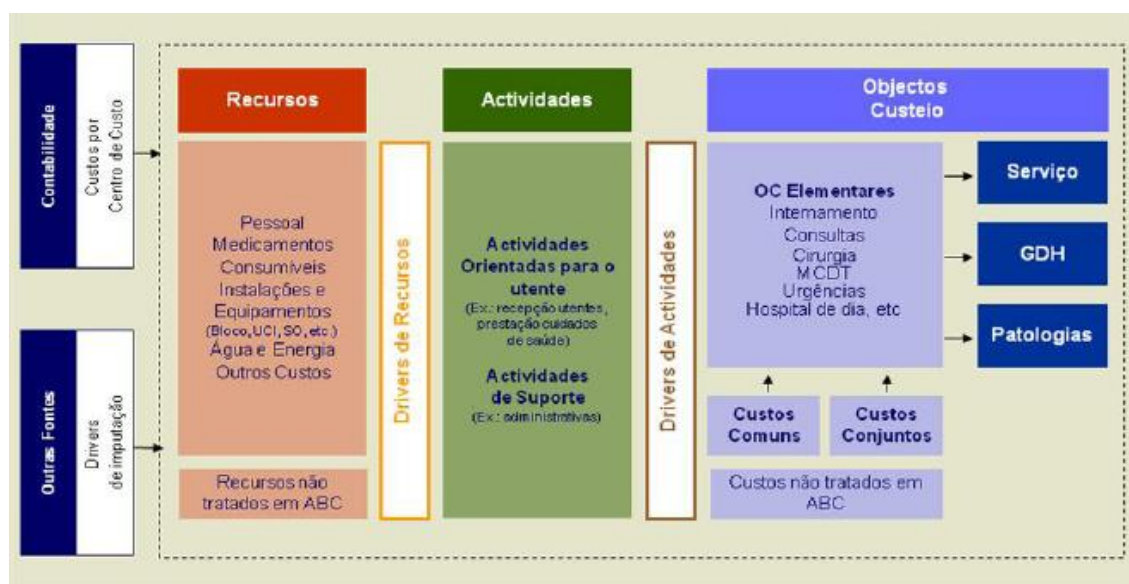 Contabilidade
Custos por
Centro de Custo
Outras Fontes
Drivers
de imputação
Recursos
Pessoal
Medicamentos
Consumíveis
Instalações e
Equipamentos
(Bloco, UCI, SO, etc.)
Água e Energia
Outros Custos
Recursos não
tratados em ABC
Drivers de Recursos
Actividades
Actividades
Orientadas para o
utente
(Ex.: recepção utentes,
prestação cuidados
de saúde)
Actividades
de Suporte
(Ex.: administrativas)
Drivers de Actividades
Objectos
Custeio
OC Elementares
Internamento
Consultas
Cirurgia
MCDT
Urgências
Hospital de dia, etc
Custos
Comuns
Custos
Conjuntos
Custos não tratados em
ABC
Serviço
GDH
Patologias